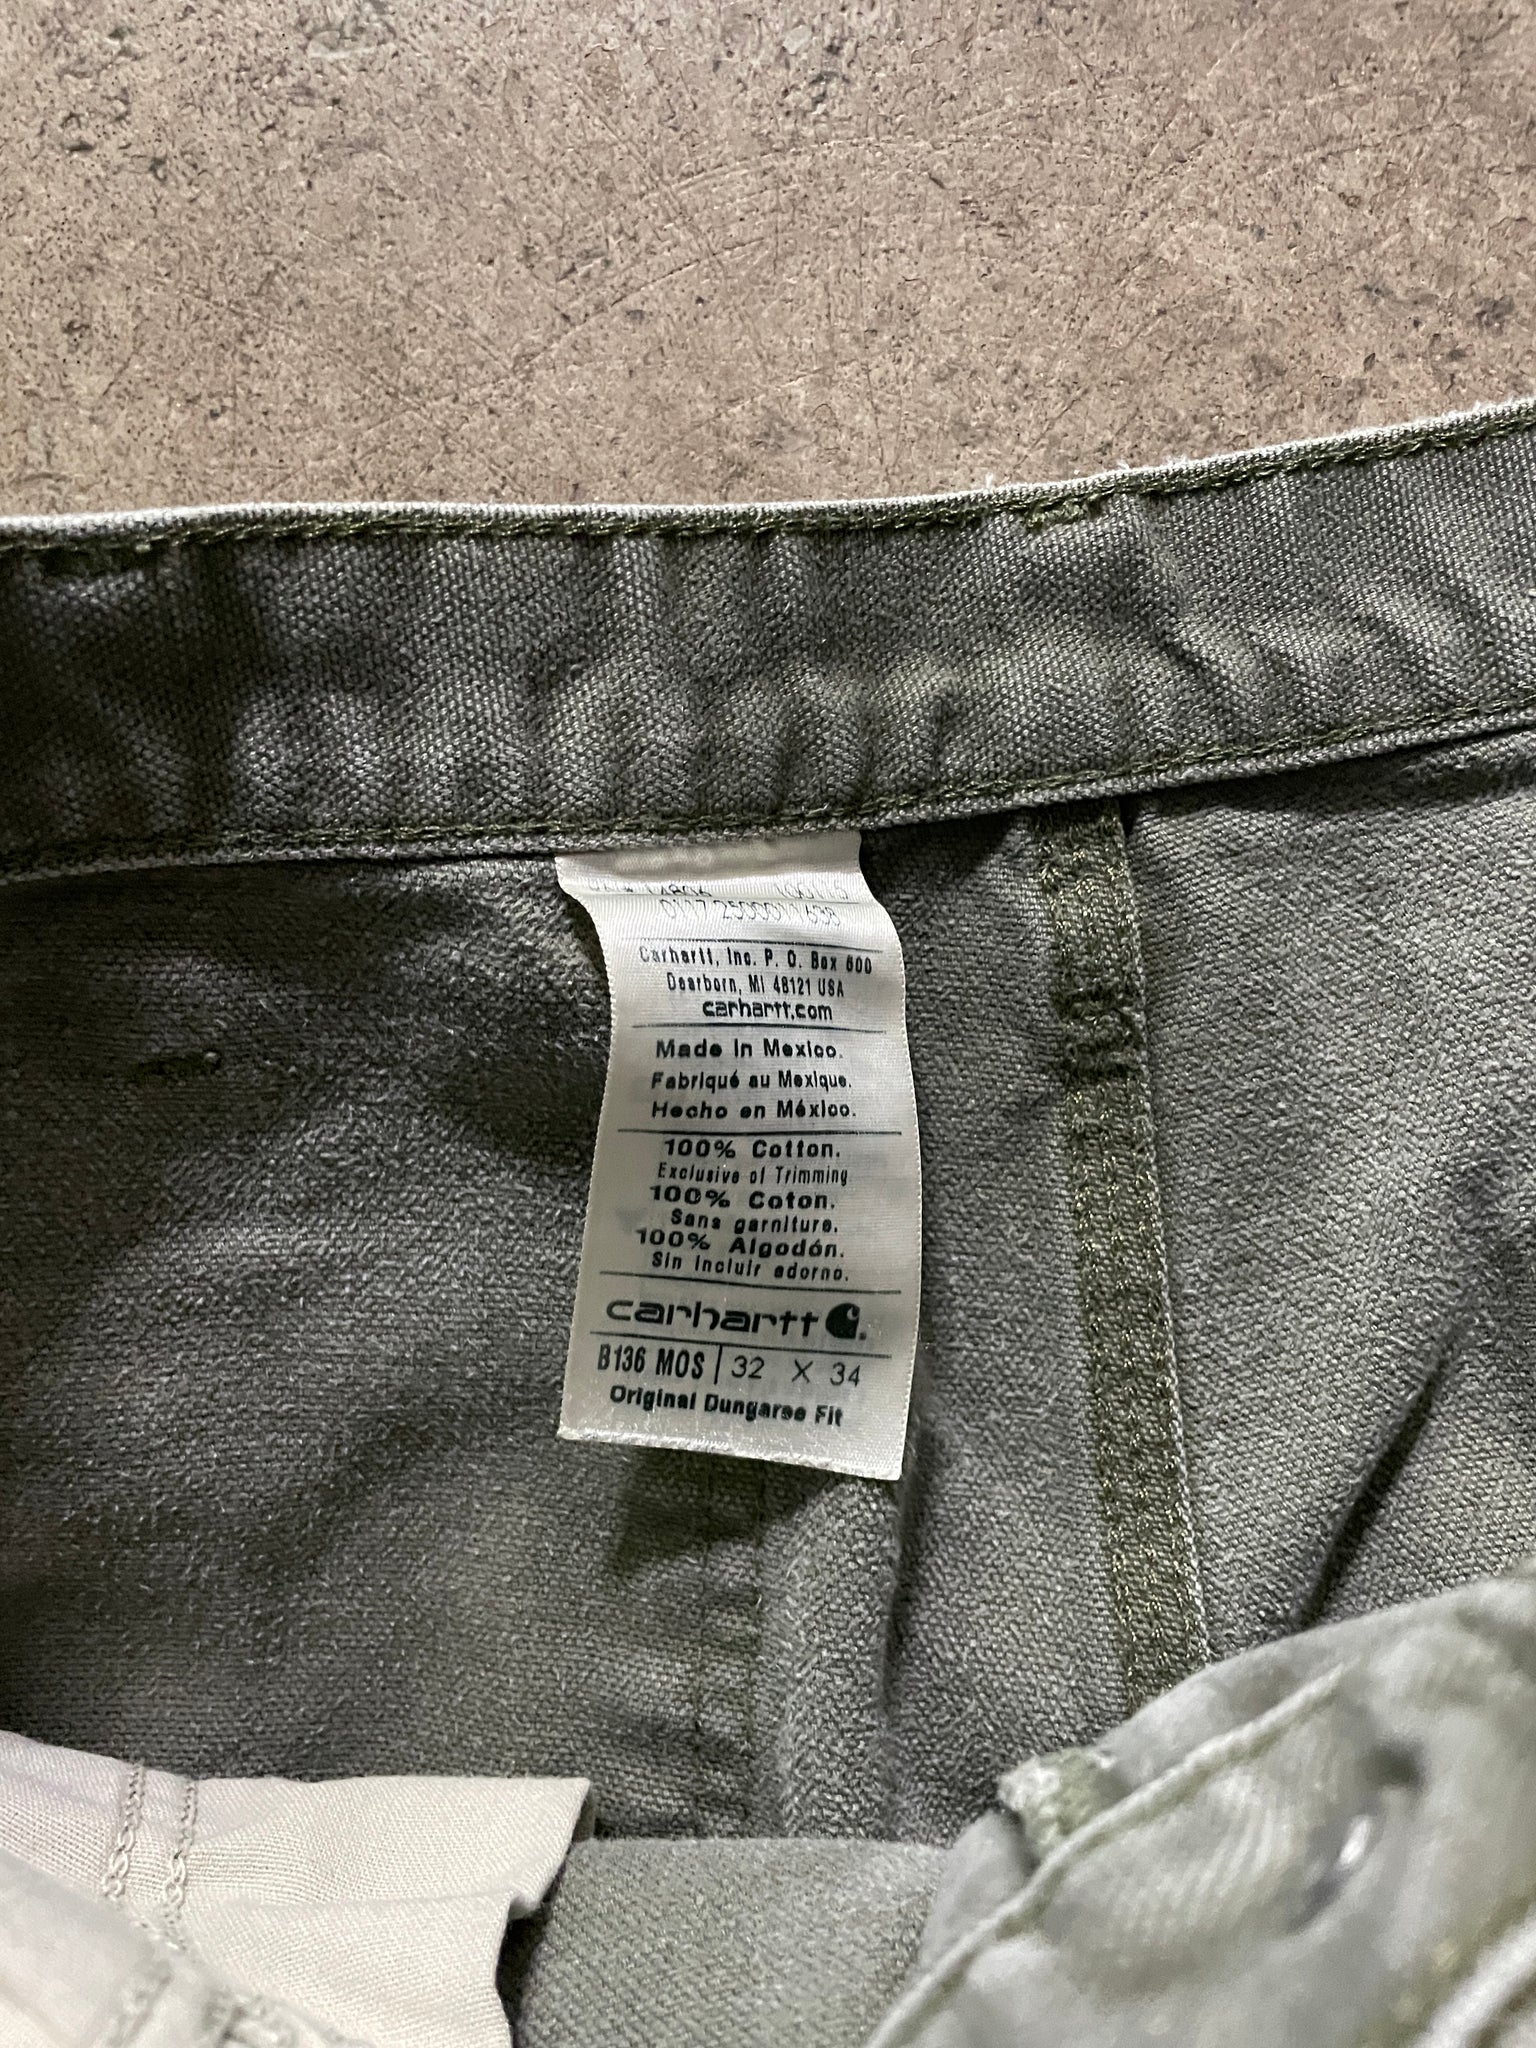 0117 2500011638
Carhartt, Inc. P. O. Box 600
Dearborn, MI 48121 USA
carhartt.com
Made In Mexico.
Fabriqué au Mexique.
Hecho en México.
100% Cotton.
Exclusive of Trimming
100% Coton.
Sans garniture.
100% Algodón.
Sin incluir adorno.
carhartt
B136 MOS 32 X 34
Original Dungaree Fit